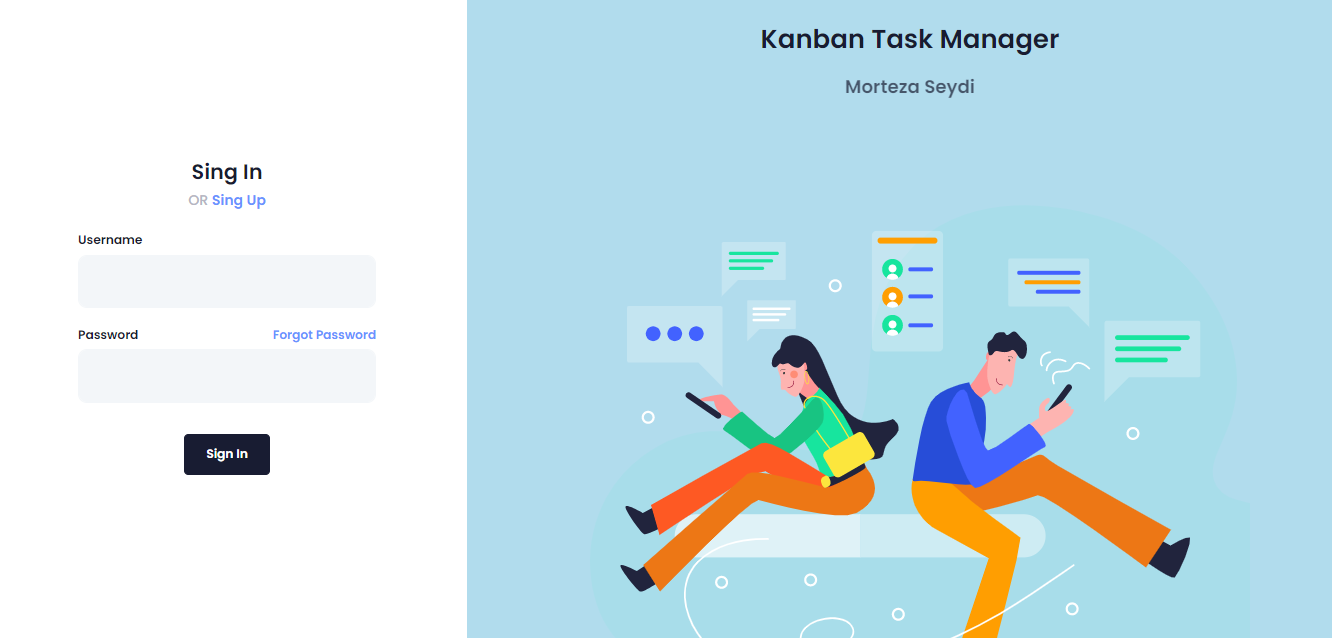 Sing In
OR Sing Up
Username
Password
Forgot Password
Sign In
Kanban Task Manager
Morteza Seydi